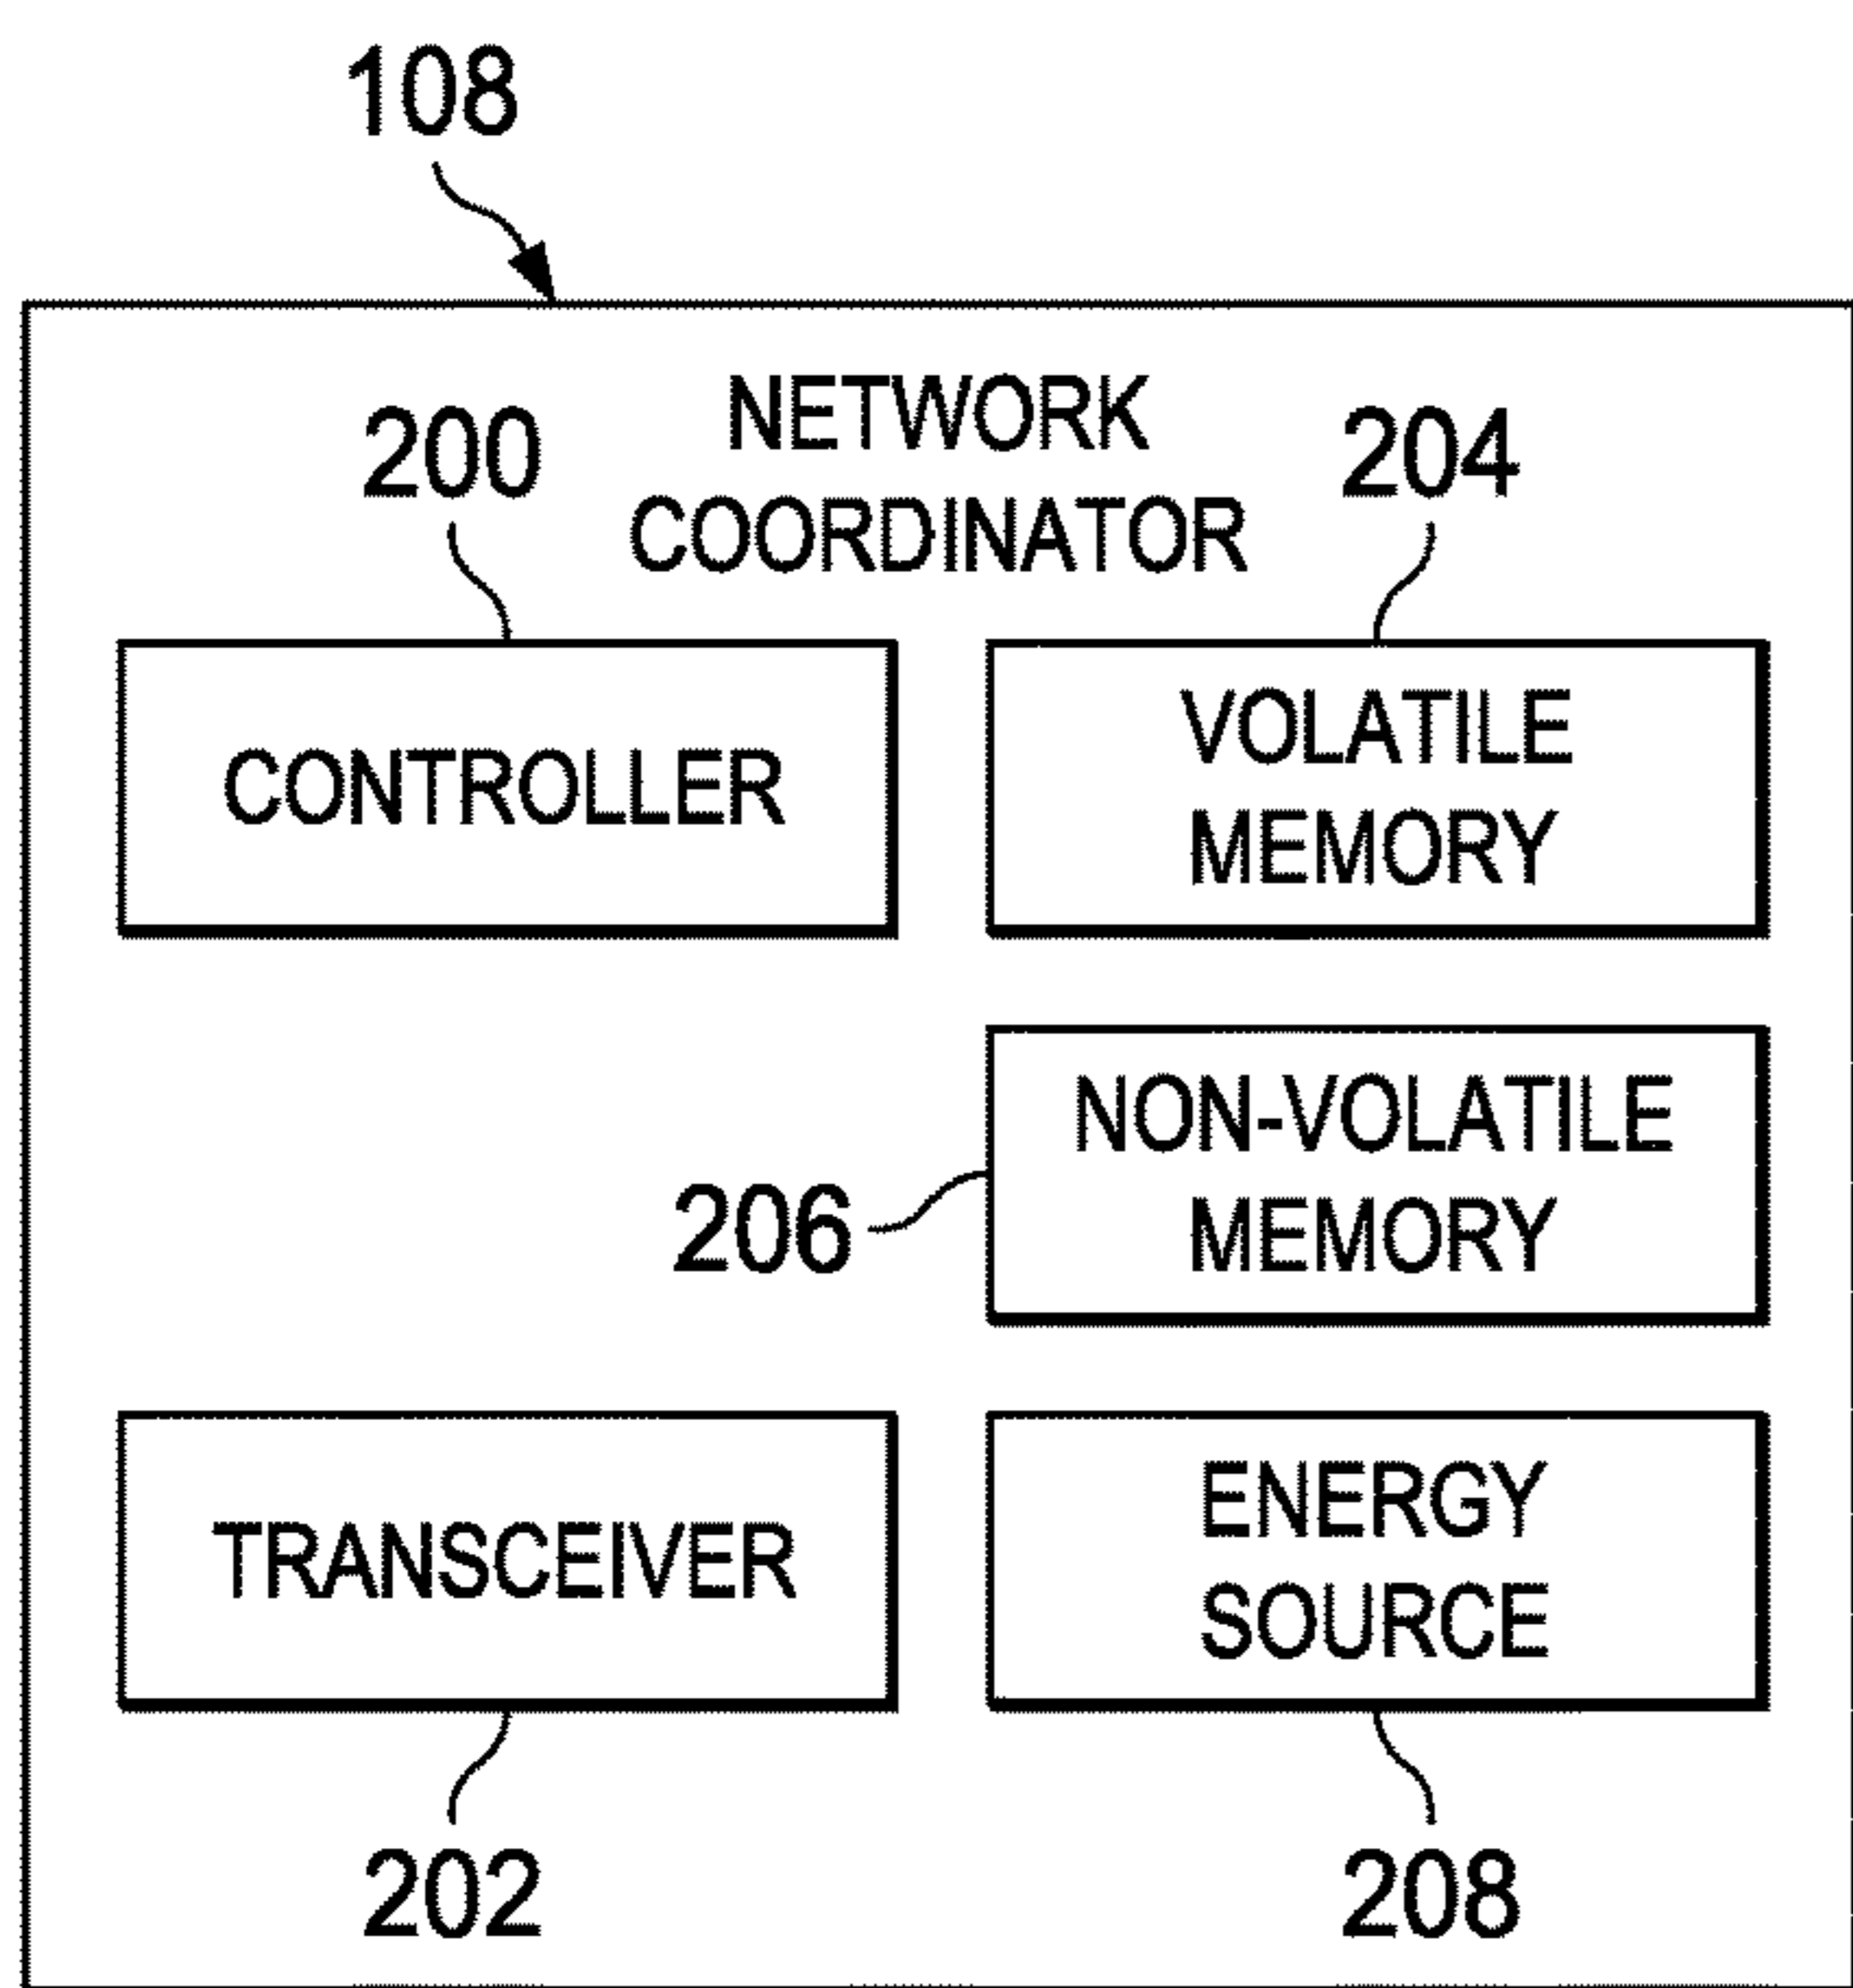 108
NETWORK
COORDINATOR
200
204
CONTROLLER
VOLATILE
MEMORY
NON-VOLATILE
MEMORY
206
TRANSCEIVER
ENERGY
SOURCE
202
208